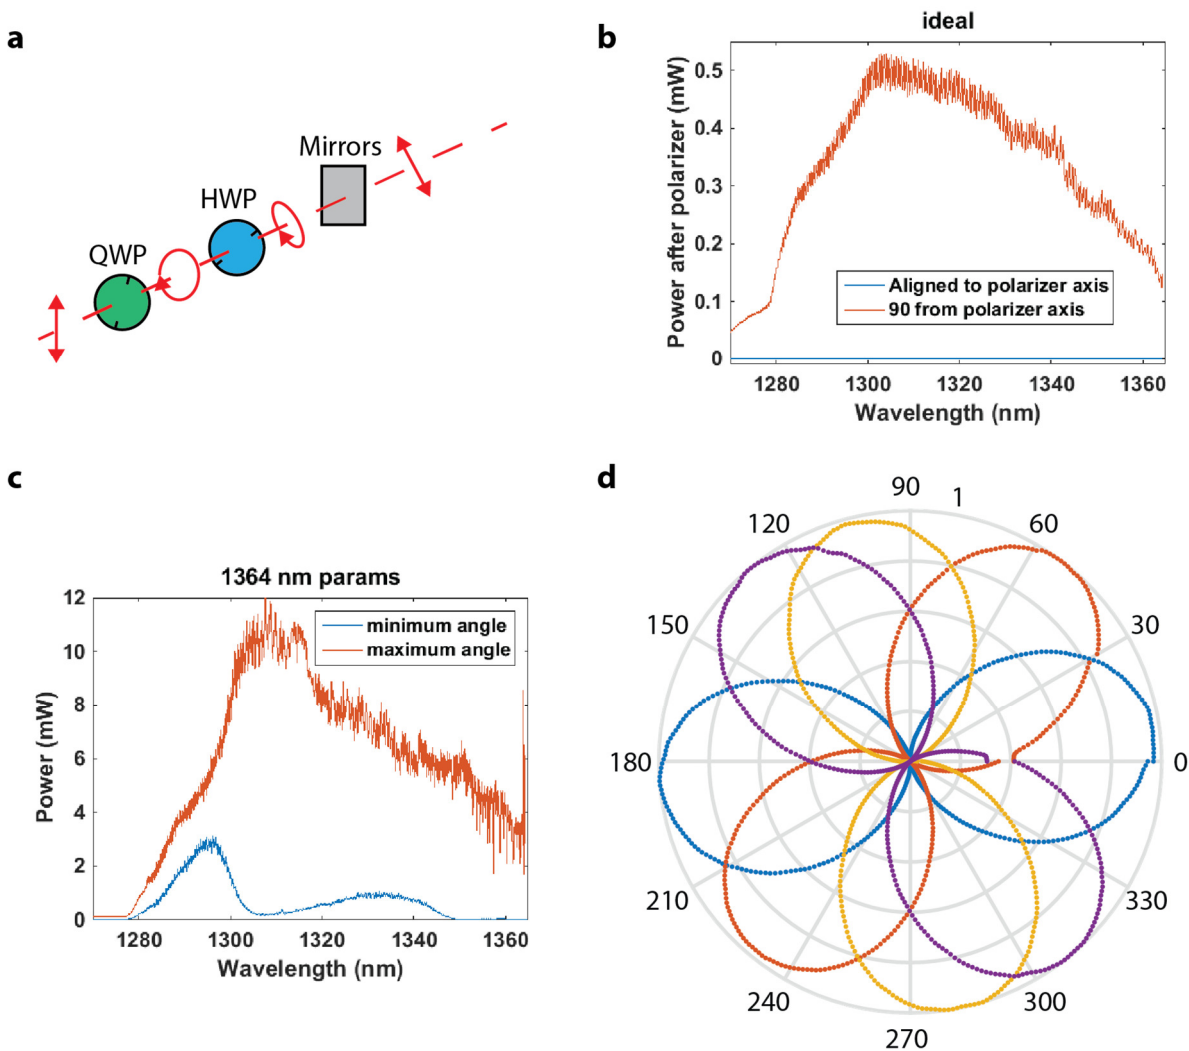 a
Mirrors
HWP
QWP
b
ideal
Power after polarizer (mW)
0.5
0.4
0.3
0.2
0.1
0
Aligned to polarizer axis
90 from polarizer axis
1280
1300
1320
1340
1360
Wavelength (nm)
c
1364 nm params
Power (mW)
12
10
8
6
4
2
0
minimum angle
maximum angle
1280
1300
1320
1340
1360
Wavelength (nm)
d
90
1
120
60
150
30
180
0
210
330
240
300
270